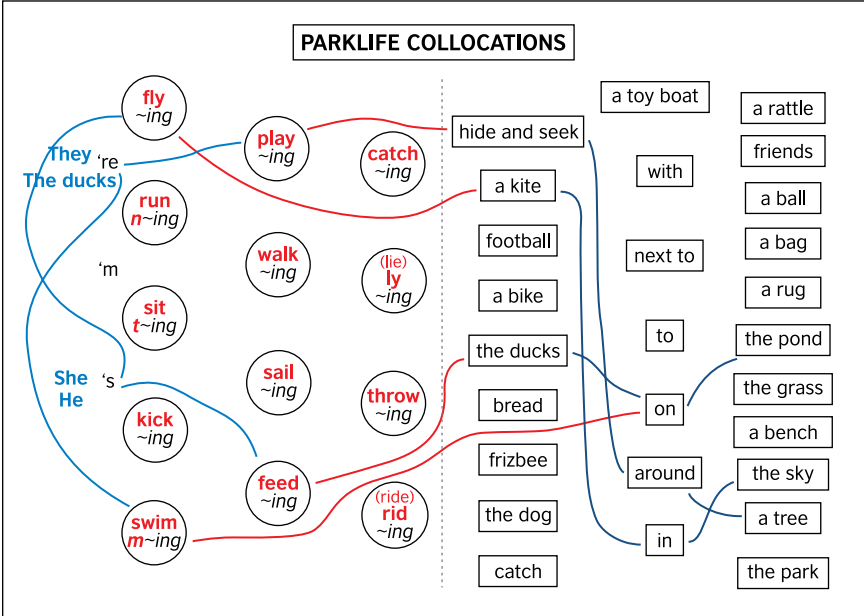 PARKLIFE COLLOCATIONS
They
The ducks
're
'm
She
He
's
fly
~ing
run
n~ing
sit
t~ing
kick
~ing
swim
m~ing
play
~ing
walk
~ing
sail
~ing
feed
~ing
catch
~ing
(lie)
ly
~ing
throw
~ing
(ride)
rid
~ing
hide and seek
a kite
football
a bike
the ducks
bread
frizbee
the dog
catch
a toy boat
with
next to
to
on
around
in
a rattle
friends
a ball
a bag
a rug
the pond
the grass
a bench
the sky
a tree
the park